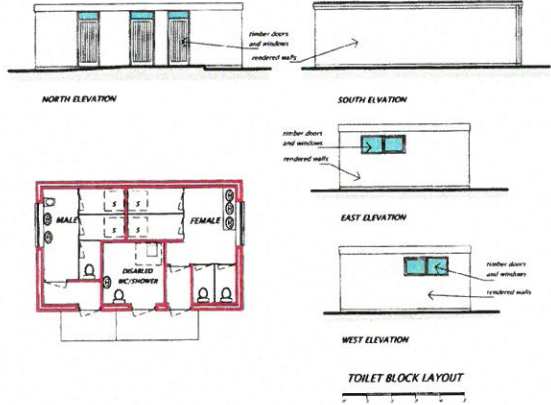 timber doors
and windows
rendered walls
NORTH ELEVATION
SOUTH ELVATION
timber doors
and windows
rendered walls
EAST ELEVATION
MALE
S
S
S
S
FEMALE
DISABLED
WC/SHOWER
timber doors
and windows
rendered walls
WEST ELEVATION
TOILET BLOCK LAYOUT